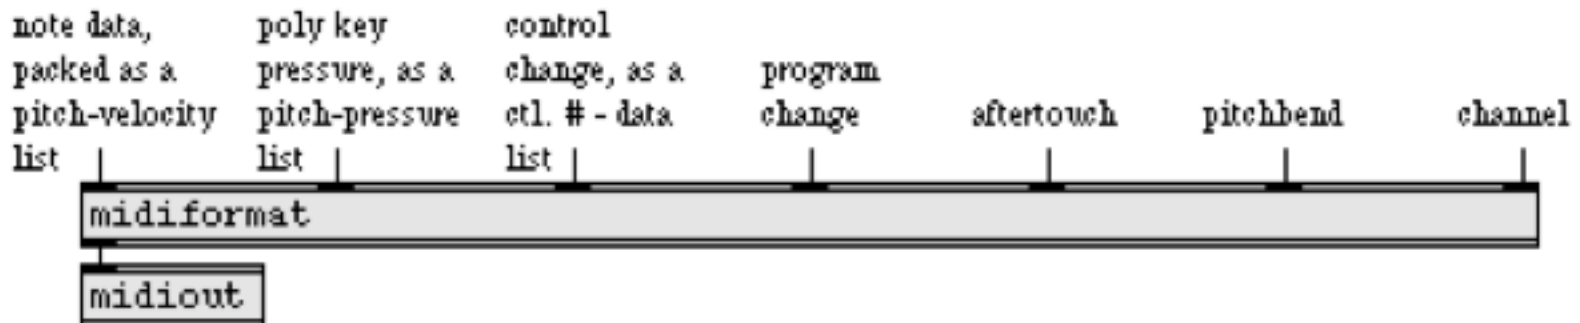 note data,
packed as a
pitch-velocity
list
poly key
pressure, as a
pitch-pressure
list
control
change, as a
ctl. # - data
list
program
change
aftertouch
pitchbend
channel
midiformat
midiout